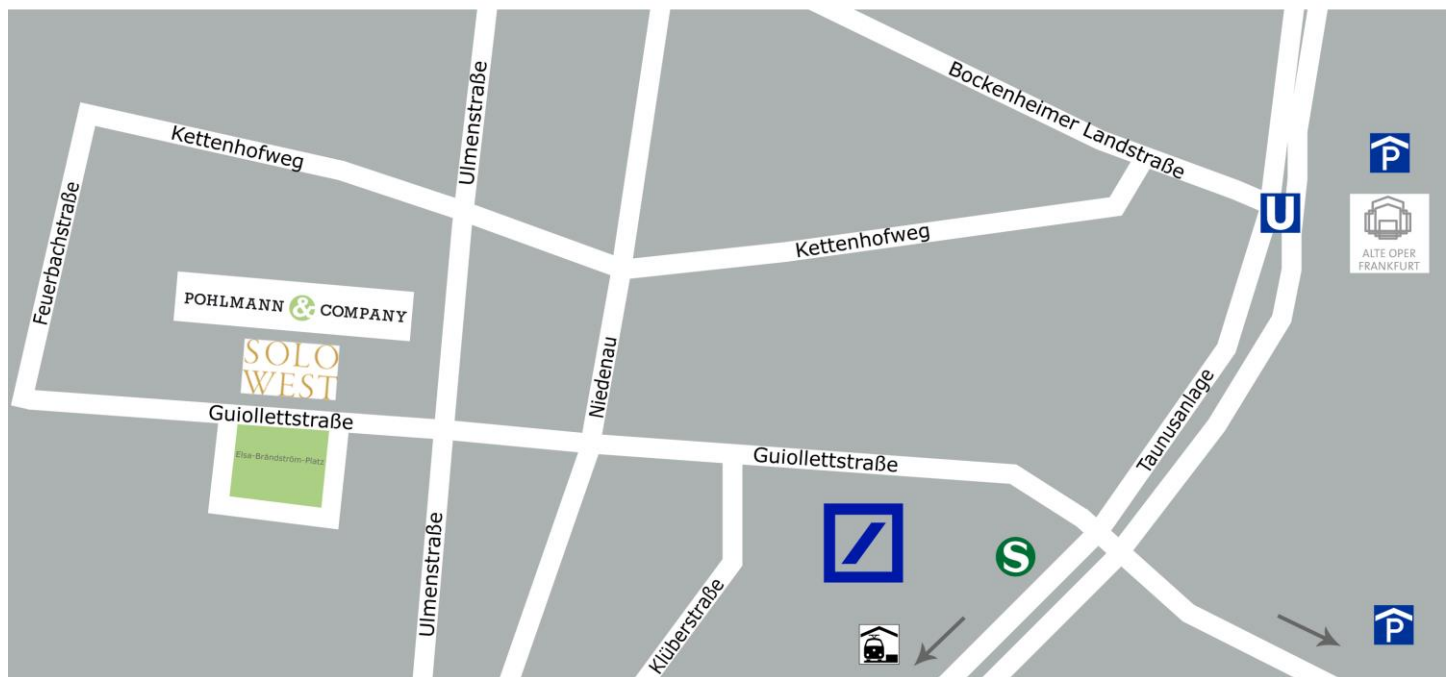 Bockenheimer Landstraße
Ulmenstraße
Kettenhofweg
P
U
ALTE OPER
FRANKFURT
Feuerbachstraße
Kettenhofweg
POHLMANN & COMPANY
SOLO
WEST
Niedenau
Taunusanlage
Guiollettstraße
Elsa-Brändström-Platz
Guiollettstraße
S
Ulmenstraße
Klüberstraße
P